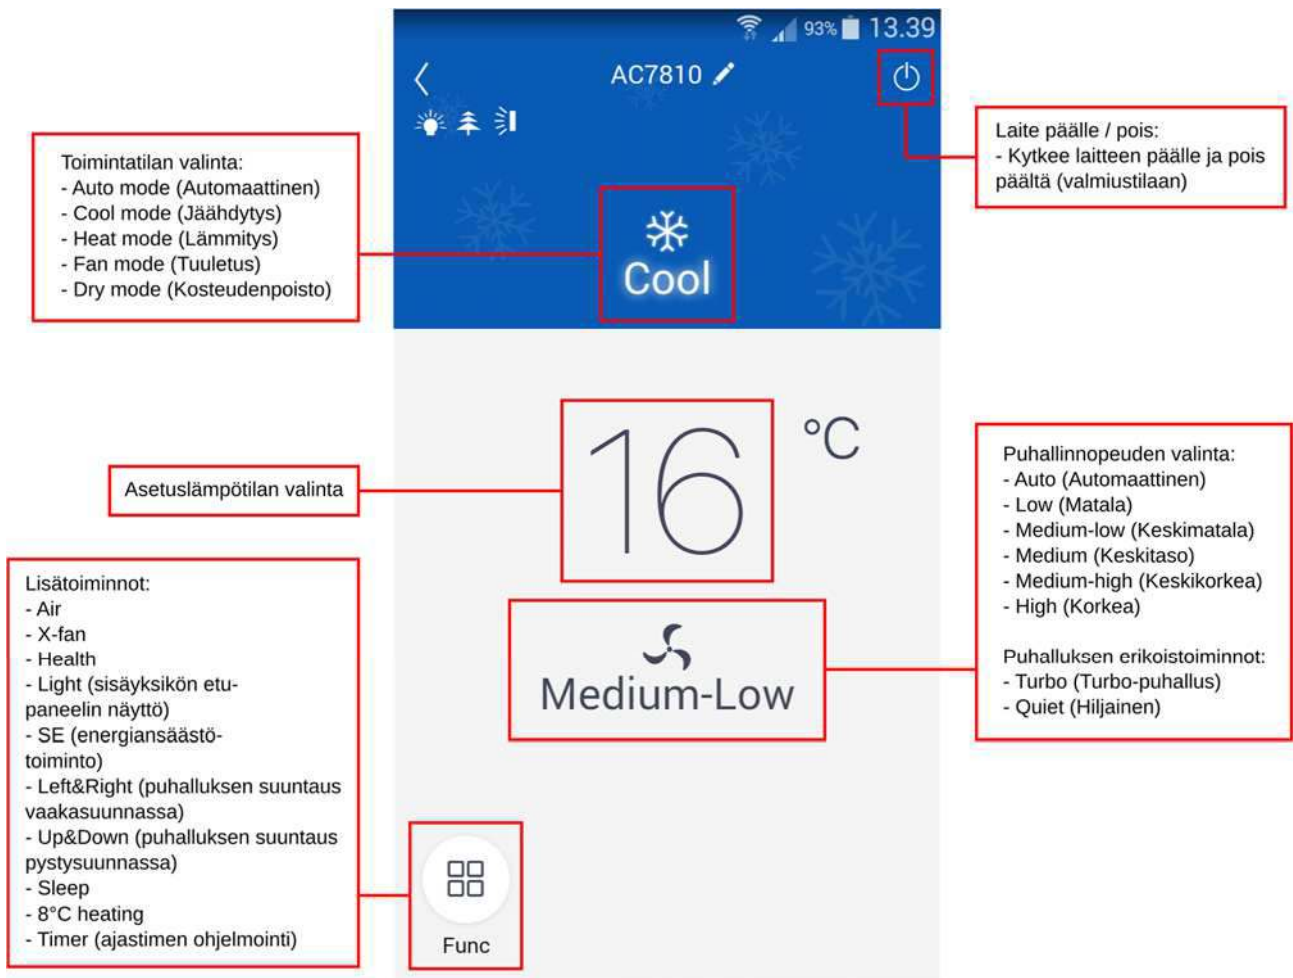 93% 13.39
AC7810
Toimintatilan valinta:
- Auto mode (Automaattinen)
- Cool mode (Jäähdytys)
- Heat mode (Lämmitys)
- Fan mode (Tuuletus)
- Dry mode (Kosteudenpoisto)
Laite päälle / pois:
- Kytkee laitteen päälle ja pois
päältä (valmiustilaan)
Cool
Asetuslämpötilan valinta
16 °C
Puhallinnopeuden valinta:
- Auto (Automaattinen)
- Low (Matala)
- Medium-low (Keskimatala)
- Medium (Keskitaso)
- Medium-high (Keskikorkea)
- High (Korkea)
Puhalluksen erikoistoiminnot:
- Turbo (Turbo-puhallus)
- Quiet (Hiljainen)
Medium-Low
Lisätoiminnot:
- Air
- X-fan
- Health
- Light (sisäyksikön etu-
paneelin näyttö)
- SE (energiansäästö-
toiminto)
- Left&Right (puhalluksen suuntaus
vaakasuunnassa)
- Up&Down (puhalluksen suuntaus
pystysuunnassa)
- Sleep
- 8°C heating
- Timer (ajastimen ohjelmointi)
Func